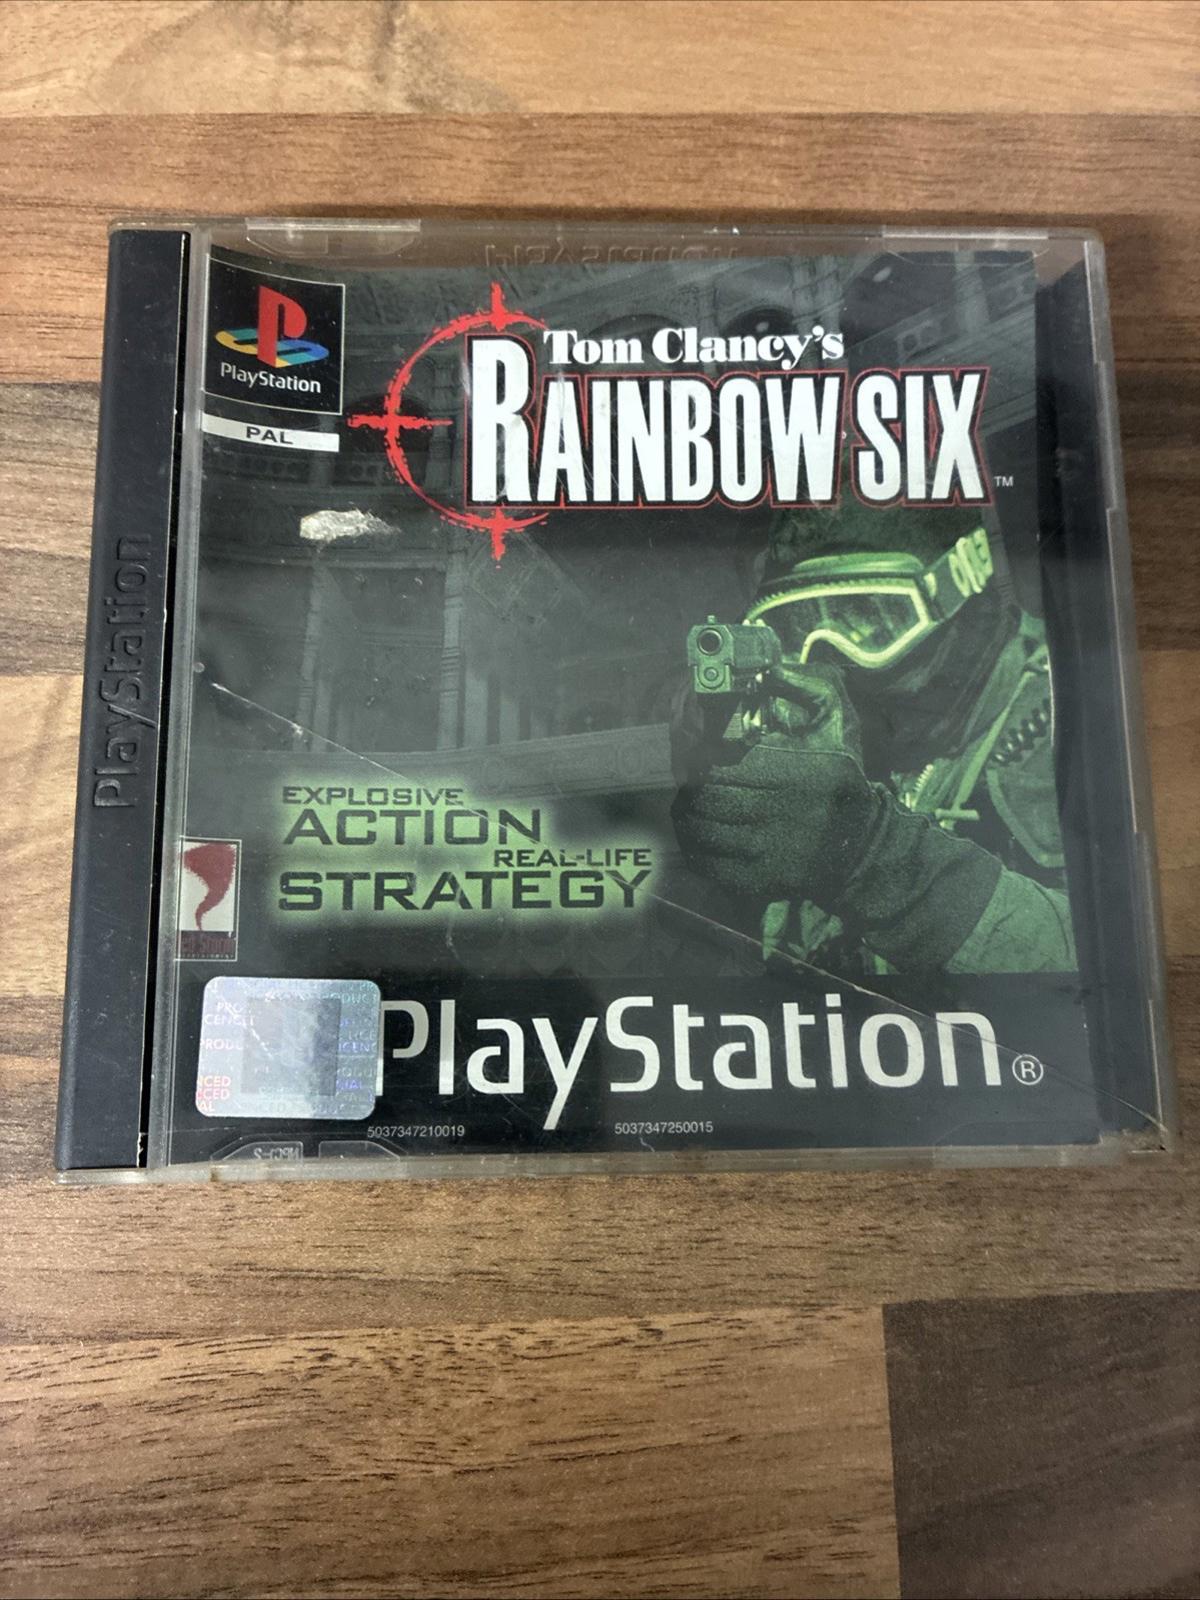 PlayStation
PlayStation
PAL
Tom Clancy's
RAINBOW SIX
TM
EXPLOSIVE
ACTION
REAL-LIFE
STRATEGY
PlayStation®
5037347210019
5037347250015